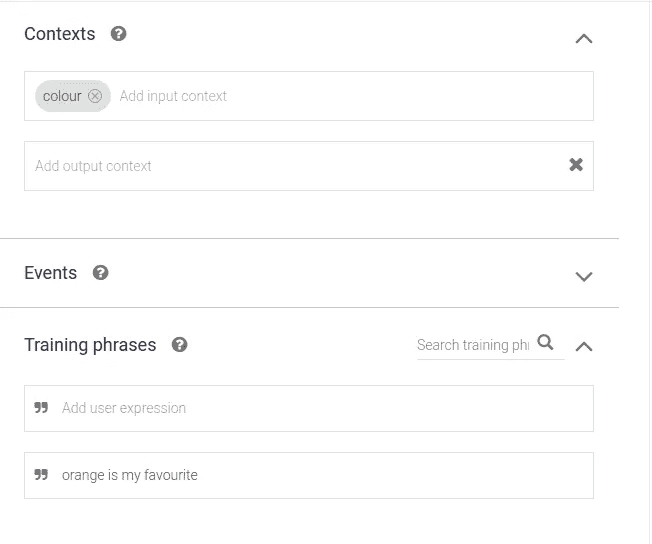 Contexts
colour Add input context
Add output context
Events
Training phrases Search training ph
Add user expression
orange is my favourite